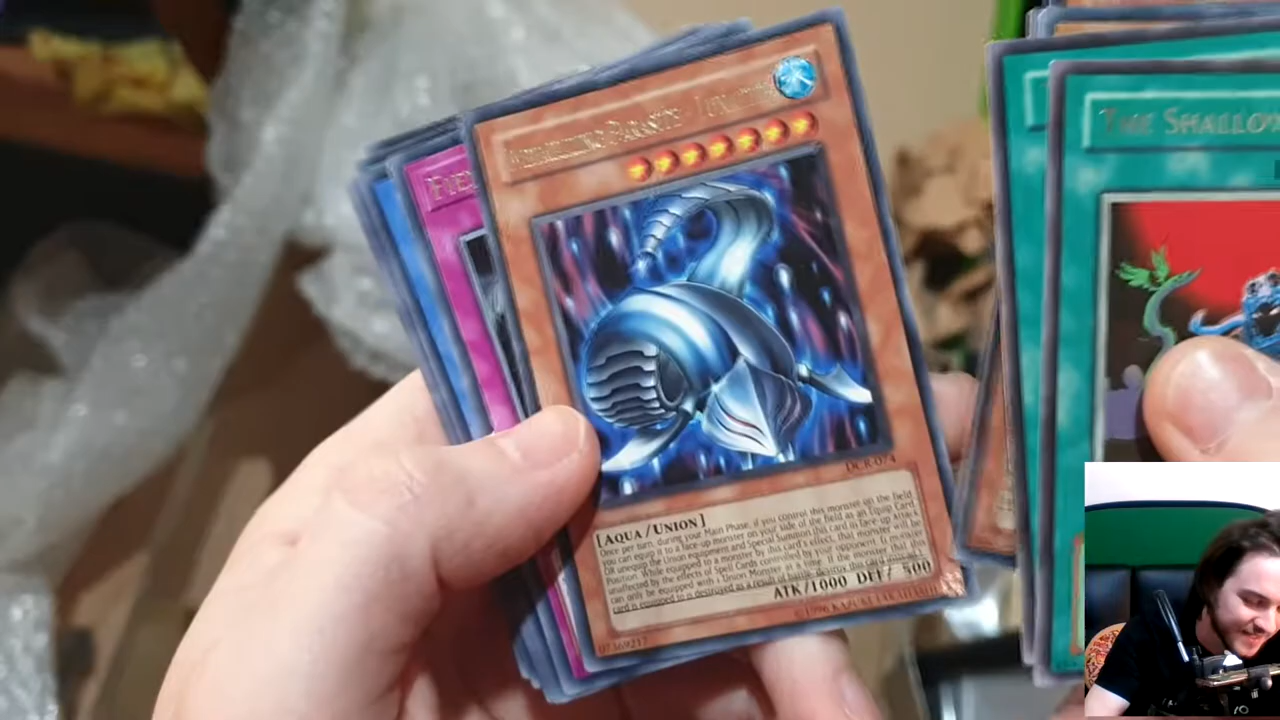 PARASITE
FIEN
THE SHALLOW
DCR-074
[AQUA/UNION]
Once per turn, during your Main Phase, if you control this monster on the field,
you can equip it to a face-up monster on your side of the field as an Equip Card,
OR unequip the Union equipment and Special Summon this card in face-up Attack
Position. While equipped to a monster by this card's effect, that monster will be
unaffected by the effects of Spell Cards controlled by your opponent. (1 monster
can only be equipped with 1 Union Monster at a time. If the monster that this
card is equipped to is destroyed as a result of battle, destroy this card
ATK/1000 DEF/ 500
07369217
©1996